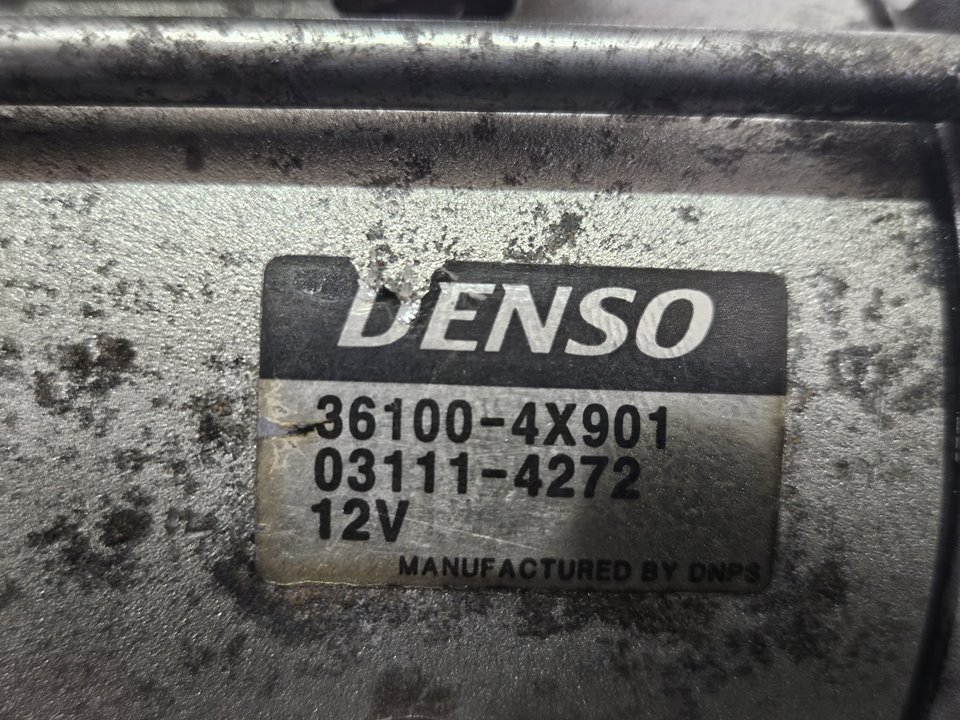 DENSO
36100-4X901
03111-4272
12V
MANUFACTURED BY DNPS